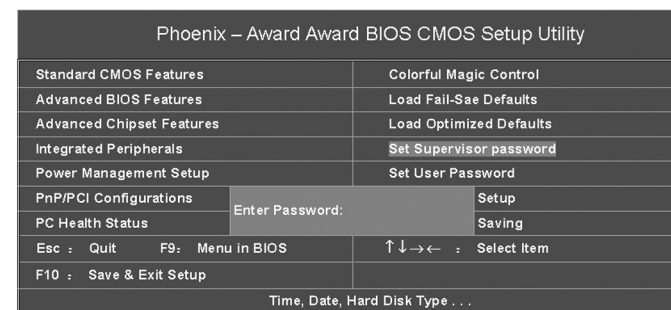 Phoenix – Award Award BIOS CMOS Setup Utility
Standard CMOS Features
Colorful Magic Control
Advanced BIOS Features
Load Fail-Sae Defaults
Advanced Chipset Features
Load Optimized Defaults
Integrated Peripherals
Set Supervisor password
Power Management Setup
Set User Password
PnP/PCI Configurations
Setup
Enter Password:
PC Health Status
Saving
Esc : Quit F9: Menu in BIOS
↑↓→← : Select Item
F10 : Save & Exit Setup
Time, Date, Hard Disk Type . . .